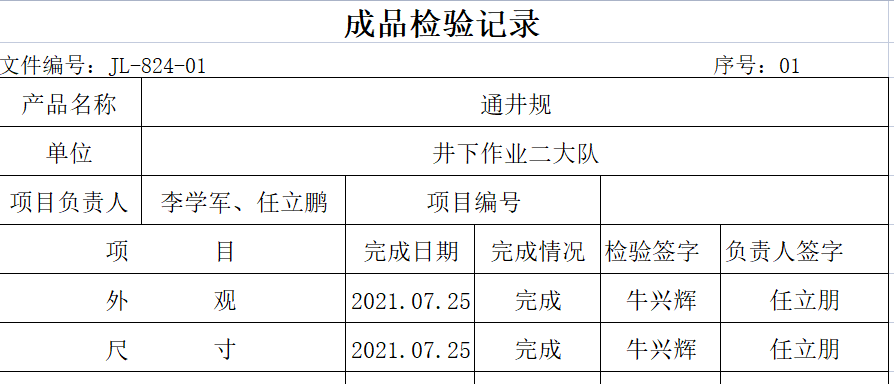 成品检验记录
文件编号：JL-824-01 序号：01
产品名称 通井规
单位 井下作业二大队
项目负责人 李学军、任立鹏 项目编号
项 目 完成日期 完成情况 检验签字 负责人签字
外 观 2021.07.25 完成 牛兴辉 任立朋
尺 寸 2021.07.25 完成 牛兴辉 任立朋